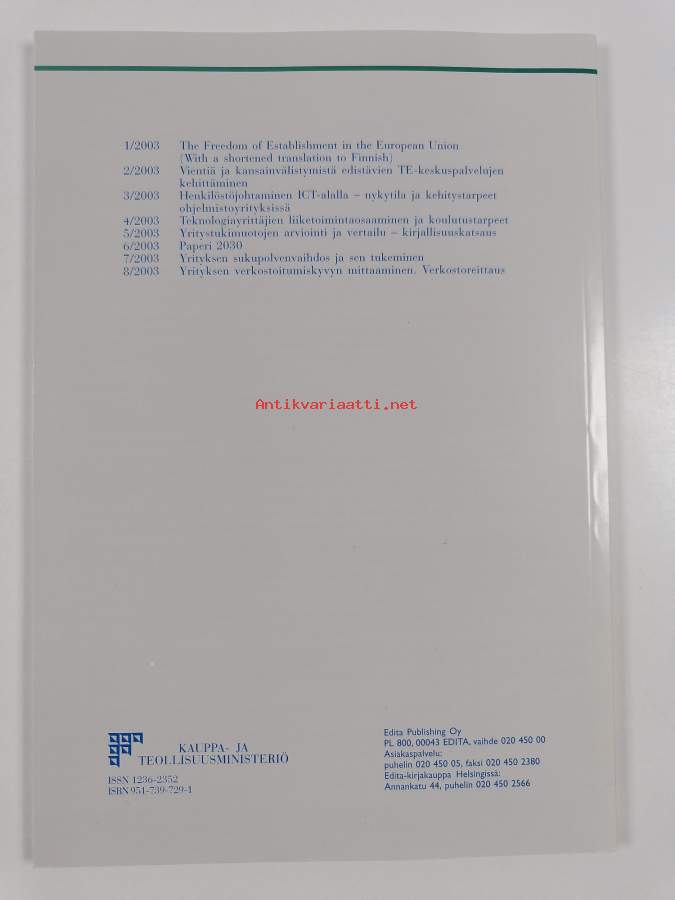 1/2003 The Freedom of Establishment in the European Union
(With a shortened translation to Finnish)
2/2003 Vientiä ja kansainvälistymistä edistävien TE-keskuspalvelujen
kehittäminen
3/2003 Henkilöstöjohtaminen ICT-alalla – nykytila ja kehitystarpeet
ohjelmistoyrityksissä
4/2003 Teknologiayrittäjien liiketoimintaosaaminen ja koulutustarpeet
5/2003 Yritystukimuotojen arviointi ja vertailu – kirjallisuuskatsaus
6/2003 Paperi 2030
7/2003 Yrityksen sukupolvenvaihdos ja sen tukeminen
8/2003 Yrityksen verkostoitumiskyvyn mittaaminen. Verkostoreittaus
Antikvariaatti.net
KAUPPA- JA
TEOLLISUUSMINISTERIÖ
ISSN 1236-2352
ISBN 951-739-729-1
Edita Publishing Oy
PL 800, 00043 EDITA, vaihde 020 450 00
Asiakaspalvelu:
puhelin 020 450 05, faksi 020 450 2380
Edita-kirjakauppa Helsingissä:
Annankatu 44, puhelin 020 450 2566